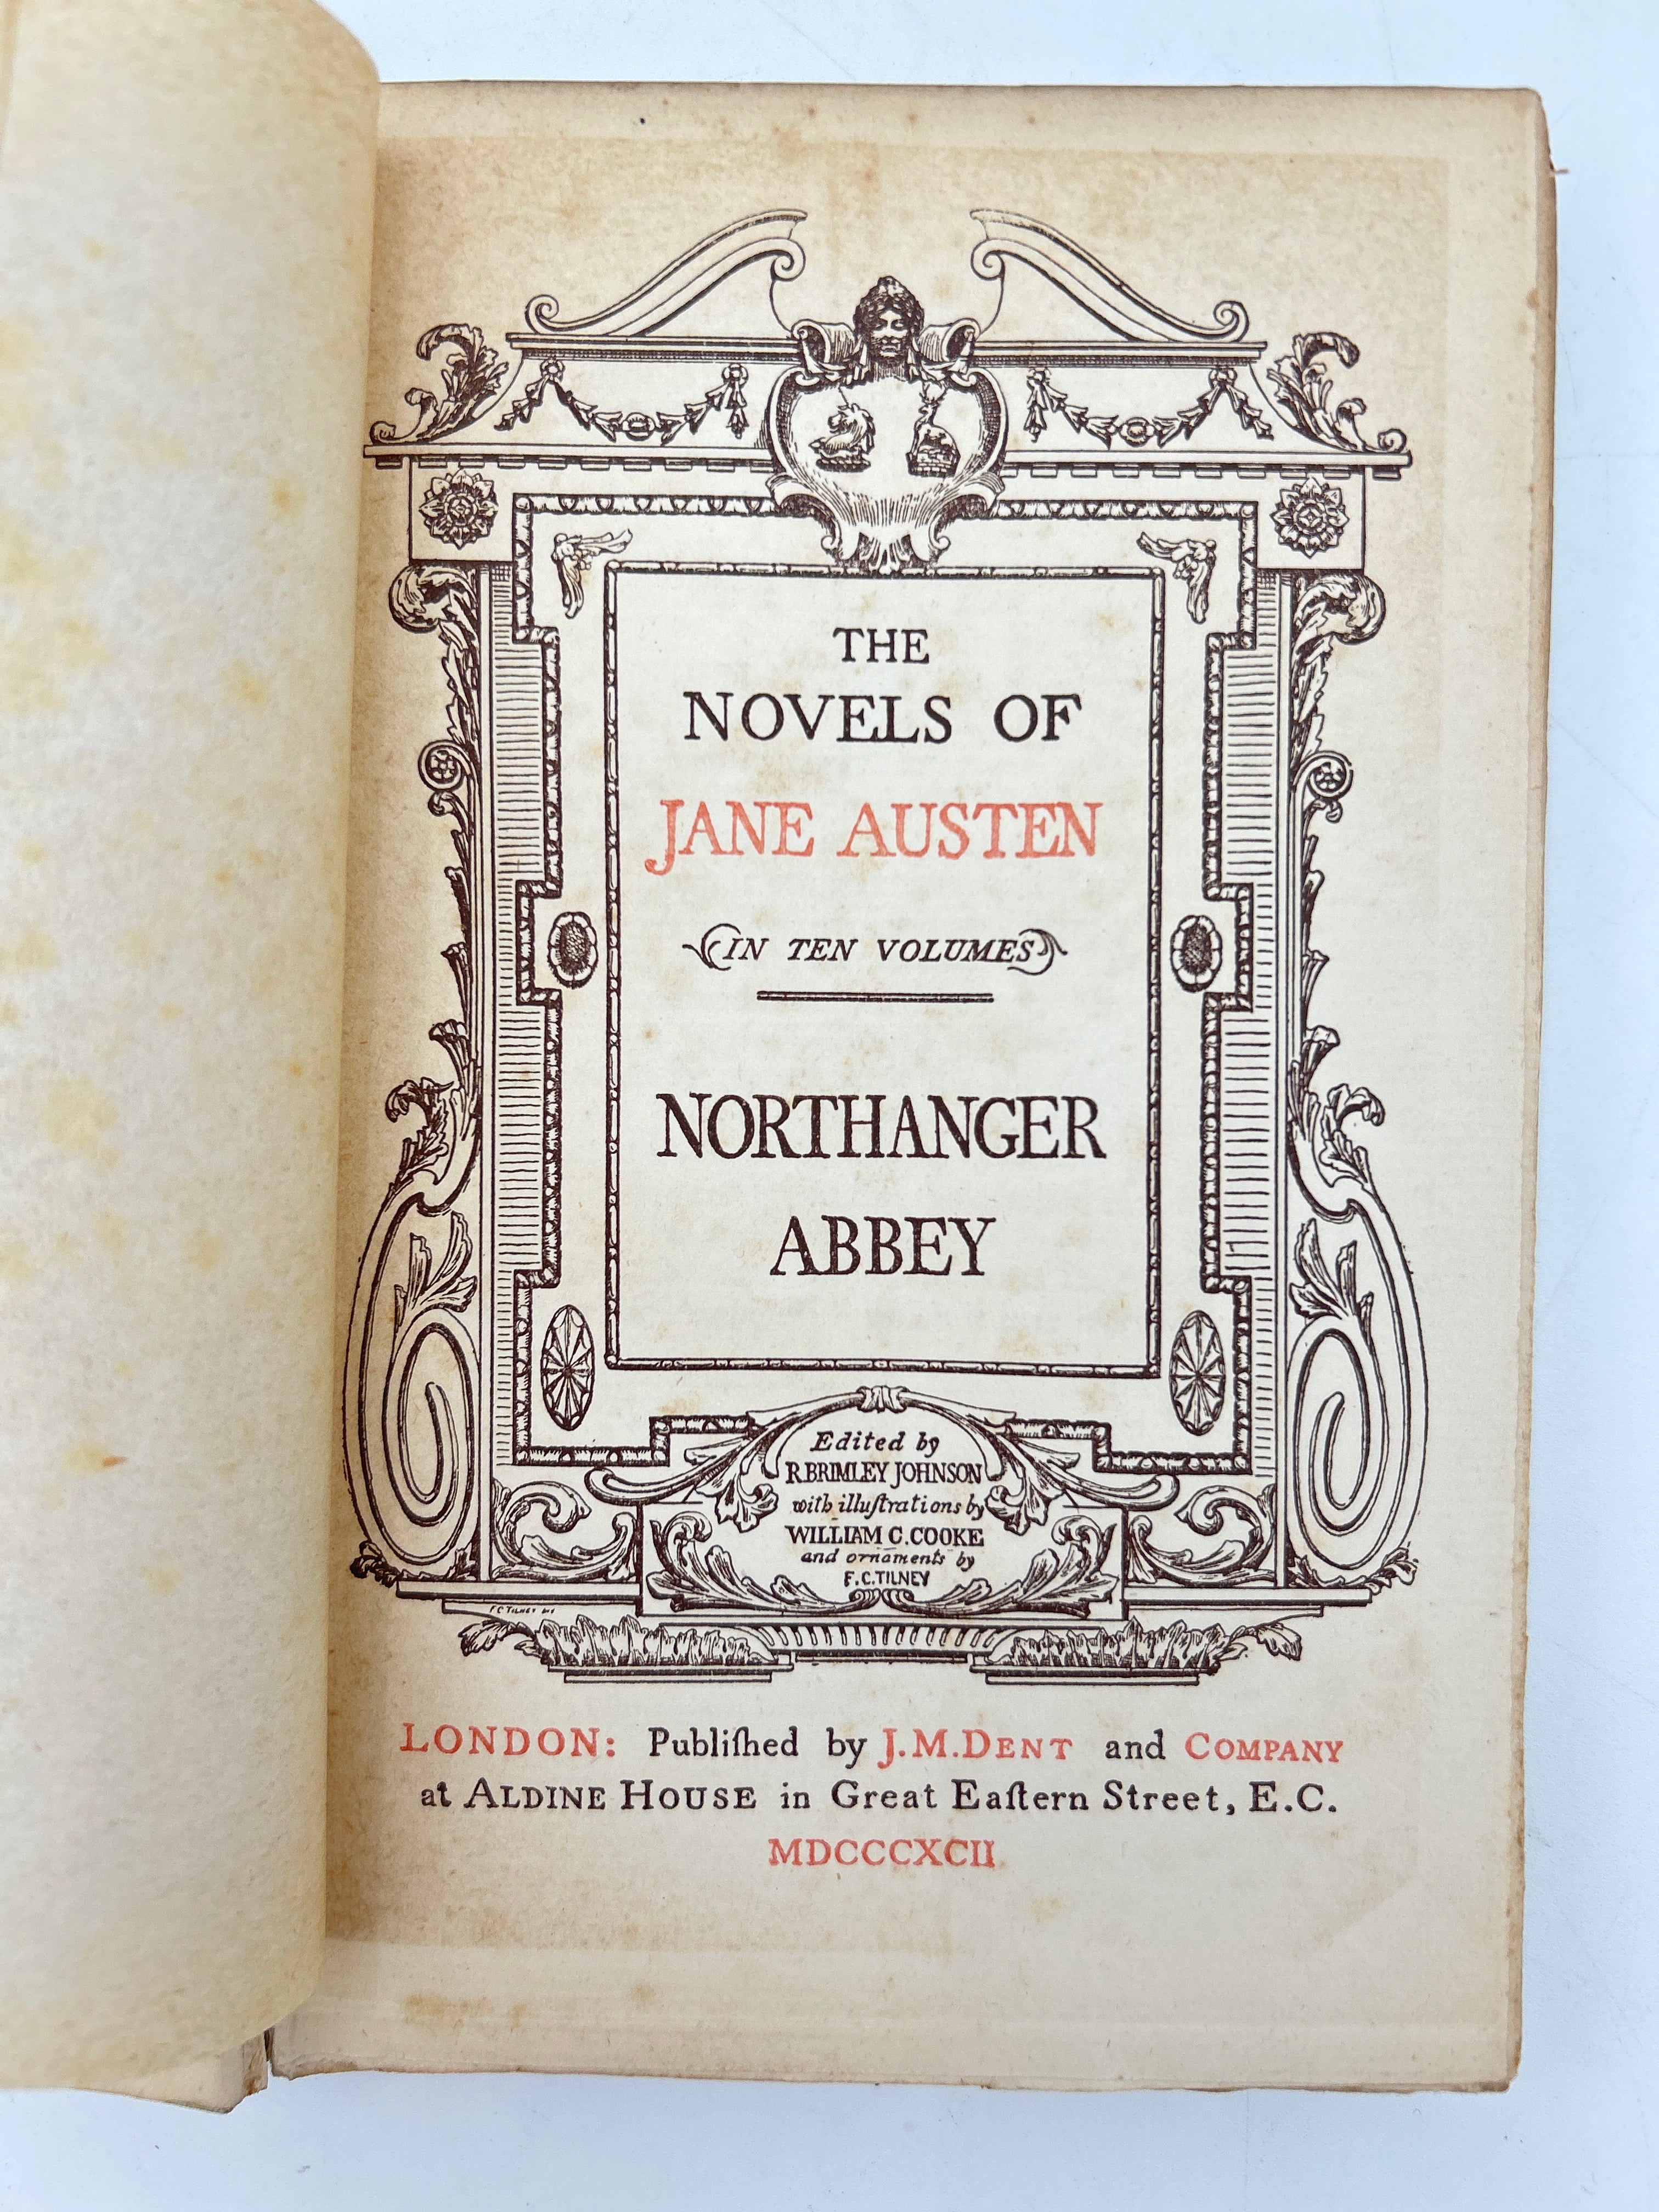 THE
NOVELS OF
JANE AUSTEN
IN TEN VOLUMES
NORTHANGER
ABBEY
Edited by
R. BRIMLEY JOHNSON
with illuſtrations by
WILLIAM C. COOKE
and ornaments by
F. C. TILNEY
F C TILNEY
LONDON: Publiſhed by J. M. DENT and COMPANY
at ALDINE HOUSE in Great Eaſtern Street, E.C.
MDCCCXCII